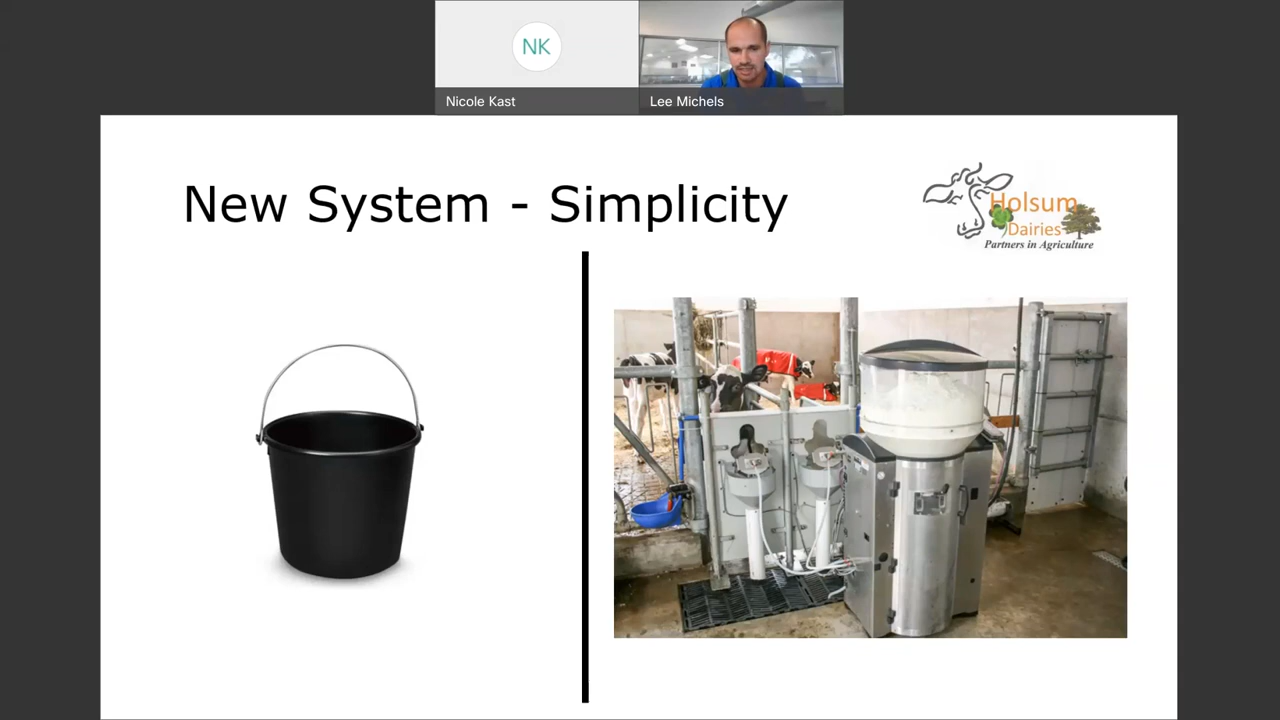 NK
Nicole Kast
Lee Michels
New System - Simplicity
Holsum
Dairies
Partners in Agriculture